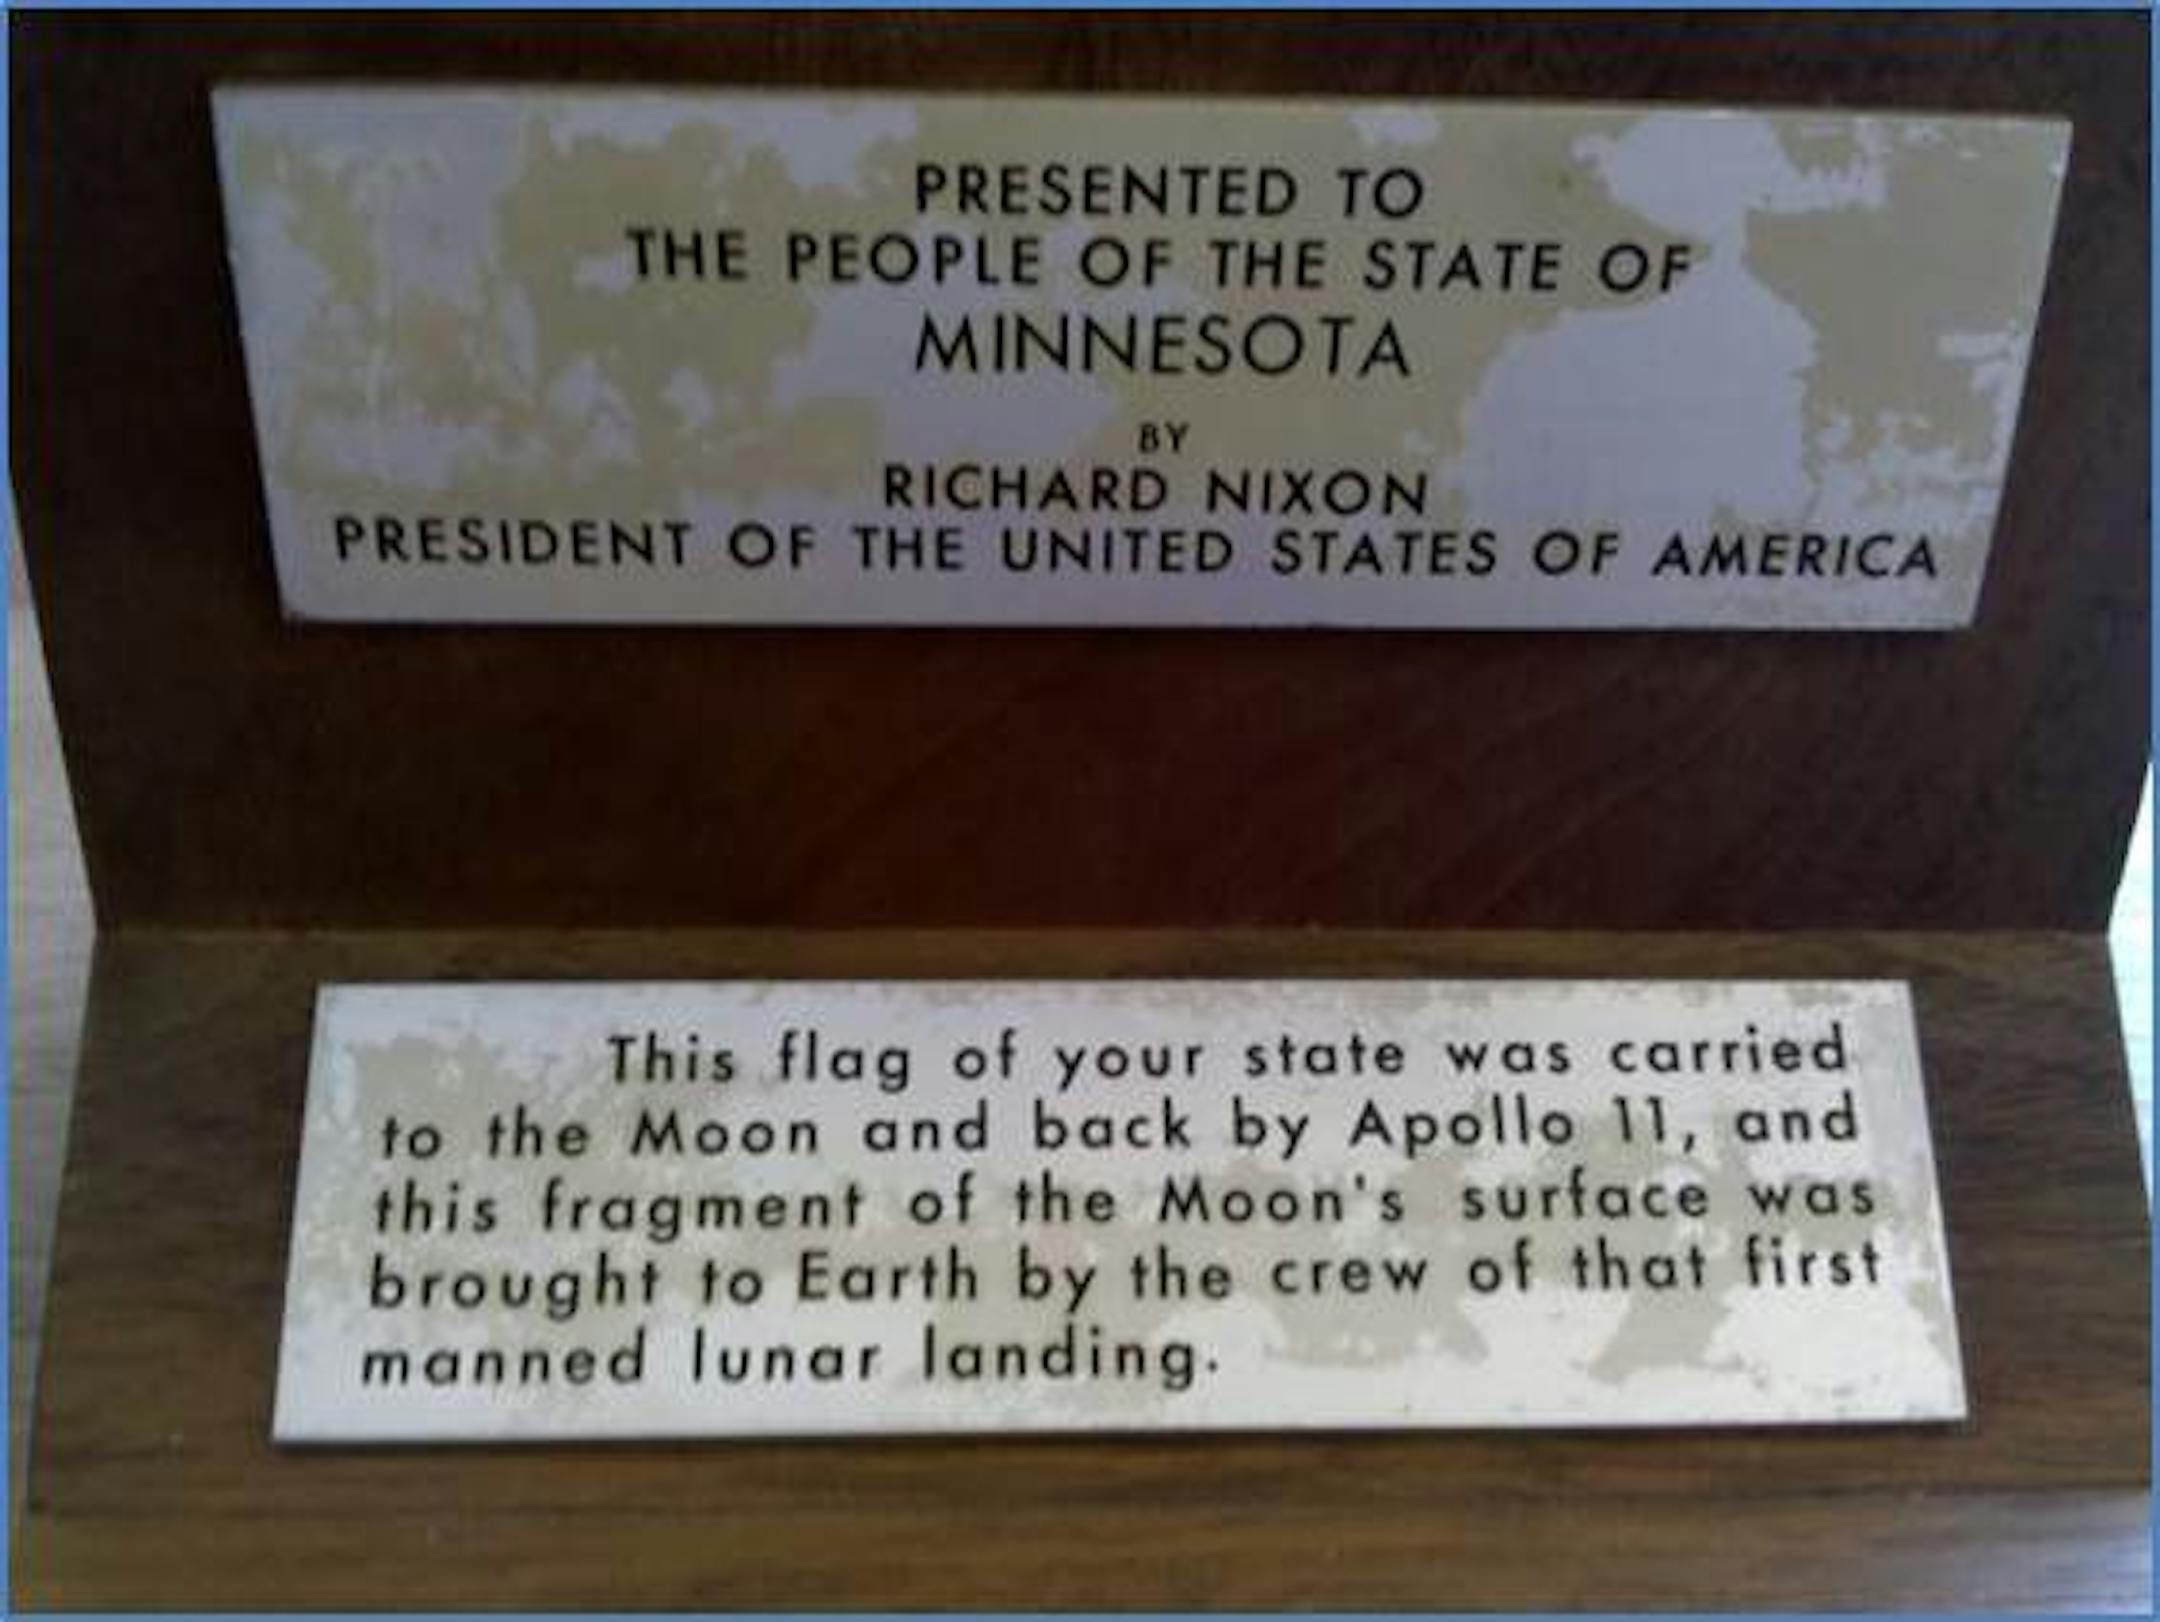 PRESENTED TO
THE PEOPLE OF THE STATE OF
MINNESOTA
BY
RICHARD NIXON
PRESIDENT OF THE UNITED STATES OF AMERICA
This flag of your state was carried
to the Moon and back by Apollo 11, and
this fragment of the Moon's surface was
brought to Earth by the crew of that first
manned lunar landing.